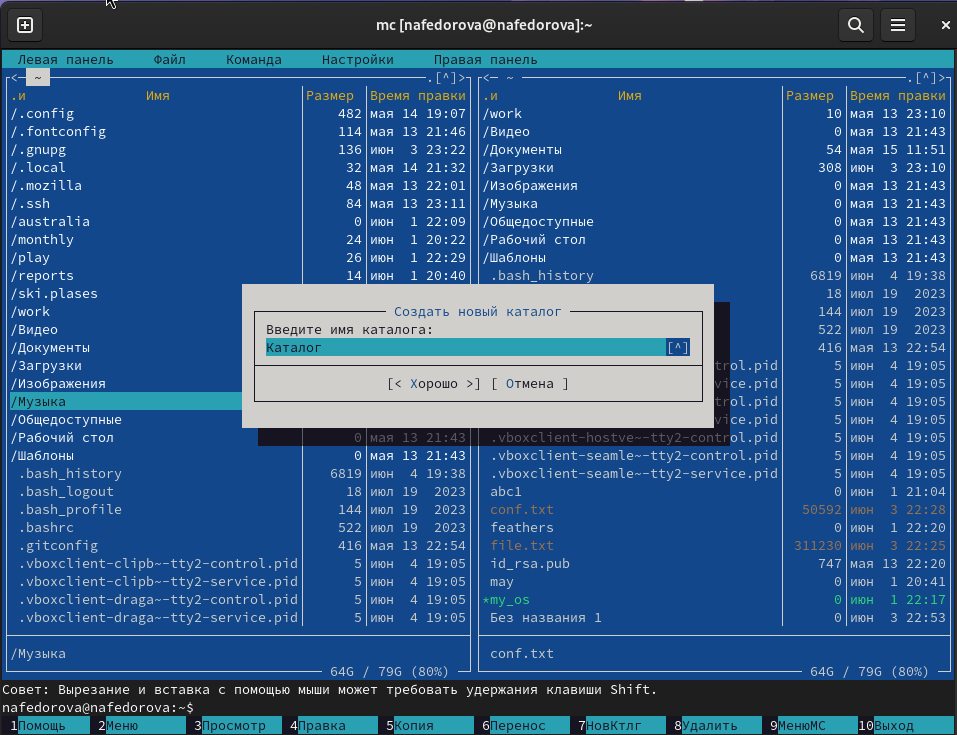 mc [nafedorova@nafedorova]:~
Левая панель Файл Команда Настройки Правая панель
<- ~ .[^]> <- ~ .[^]>
.и Имя Размер Время правки .и Имя Размер Время правки
/.config 482 мая 14 19:07 /work 10 мая 13 23:10
/.fontconfig 114 мая 13 21:46 /Видео 0 мая 13 21:43
/.gnupg 136 июн 3 23:22 /Документы 54 мая 15 11:51
/.local 32 мая 14 21:32 /Загрузки 308 июн 3 23:10
/.mozilla 48 мая 13 22:01 /Изображения 0 мая 13 21:43
/.ssh 84 мая 13 23:11 /Музыка 0 мая 13 21:43
/australia 0 июн 1 22:09 /Общедоступные 0 мая 13 21:43
/monthly 24 июн 1 20:22 /Рабочий стол 0 мая 13 21:43
/play 26 июн 1 22:29 /Шаблоны 0 мая 13 21:43
/reports 14 июн 1 20:40 .bash_history 6819 июн 4 19:38
/ski.plases 18 июл 19 2023
/work 144 июл 19 2023
/Видео 522 июл 19 2023
/Документы 416 мая 13 22:54
/Загрузки rol.pid 5 июн 4 19:05
/Изображения vice.pid 5 июн 4 19:05
/Музыка trol.pid 5 июн 4 19:05
/Общедоступные vice.pid 5 июн 4 19:05
Создать новый каталог
Введите имя каталога:
Каталог [^]
[< Хорошо >] [ Отмена ]
/Рабочий стол 0 мая 13 21:43 .vboxclient-hostve~-tty2-control.pid 5 июн 4 19:05
/Шаблоны 0 мая 13 21:43 .vboxclient-seamle~-tty2-control.pid 5 июн 4 19:05
.bash_history 6819 июн 4 19:38 .vboxclient-seamle~-tty2-service.pid 5 июн 4 19:05
.bash_logout 18 июл 19 2023 abc1 0 июн 1 21:04
.bash_profile 144 июл 19 2023 conf.txt 50592 июн 3 22:28
.bashrc 522 июл 19 2023 feathers 0 июн 1 22:20
.gitconfig 416 мая 13 22:54 file.txt 311230 июн 3 22:25
.vboxclient-clipb~-tty2-control.pid 5 июн 4 19:05 id_rsa.pub 747 мая 13 22:20
.vboxclient-clipb~-tty2-service.pid 5 июн 4 19:05 may 0 июн 1 20:41
.vboxclient-draga~-tty2-control.pid 5 июн 4 19:05 *my_os 0 июн 1 22:17
.vboxclient-draga~-tty2-service.pid 5 июн 4 19:05 Без названия 1 0 июн 3 22:53
/Музыка conf.txt
64G / 79G (80%) 64G / 79G (80%)
Совет: Вырезание и вставка с помощью мыши может требовать удержания клавиши Shift.
nafedorova@nafedorova:~$
1Помощь 2Меню 3Просмотр 4Правка 5Копия 6Перенос 7НовКтлг 8Удалить 9МенюMC 10Выход